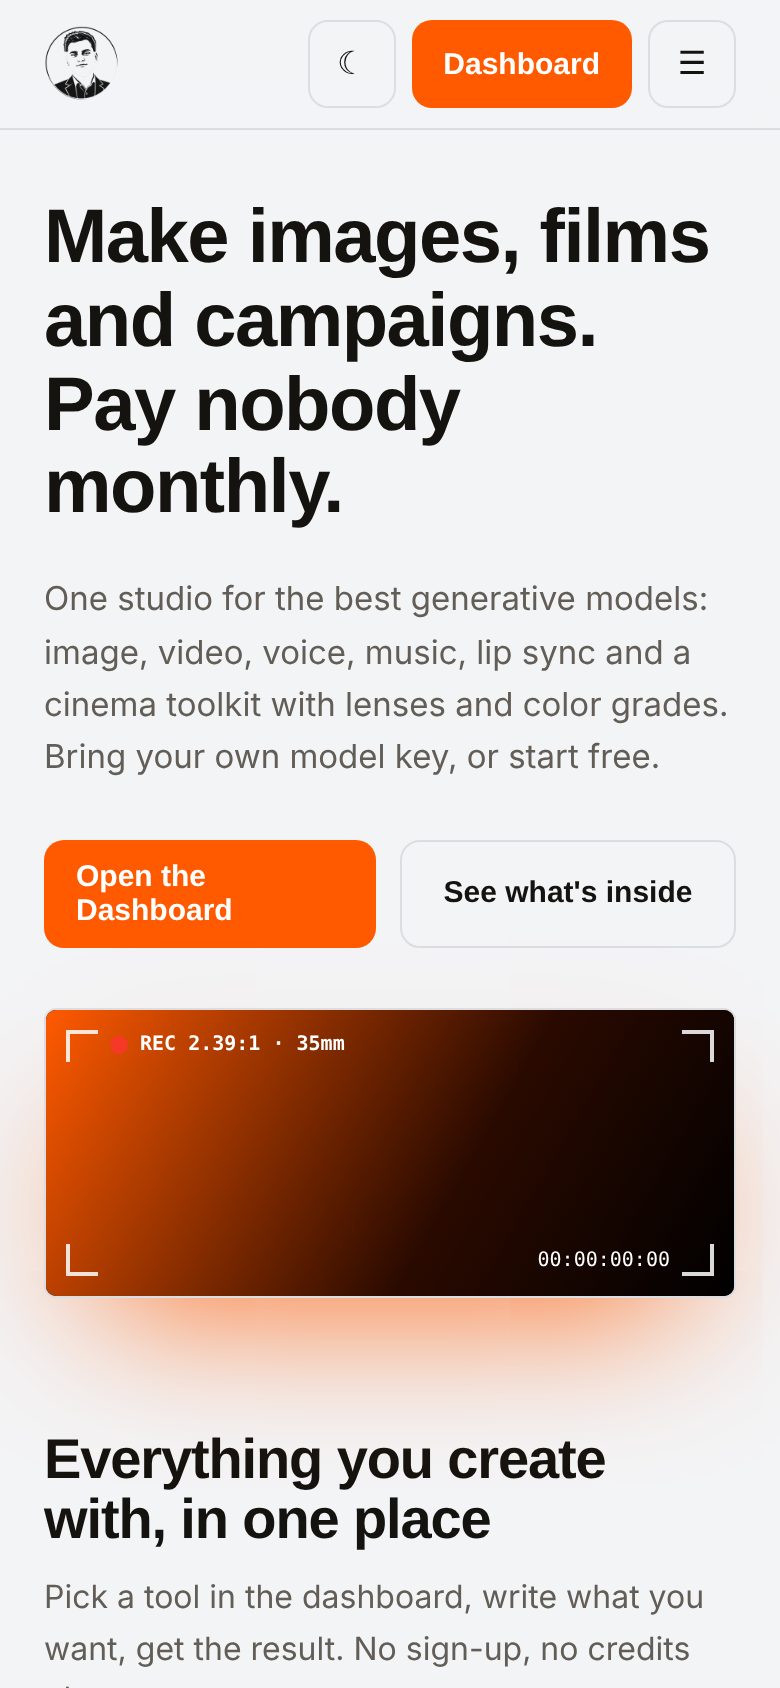 Dashboard
Make images, films
and campaigns.
Pay nobody
monthly.
One studio for the best generative models:
image, video, voice, music, lip sync and a
cinema toolkit with lenses and color grades.
Bring your own model key, or start free.
Open the
Dashboard
See what's inside
REC 2.39:1 · 35mm
00:00:00:00
Everything you create
with, in one place
Pick a tool in the dashboard, write what you
want, get the result. No sign-up, no credits